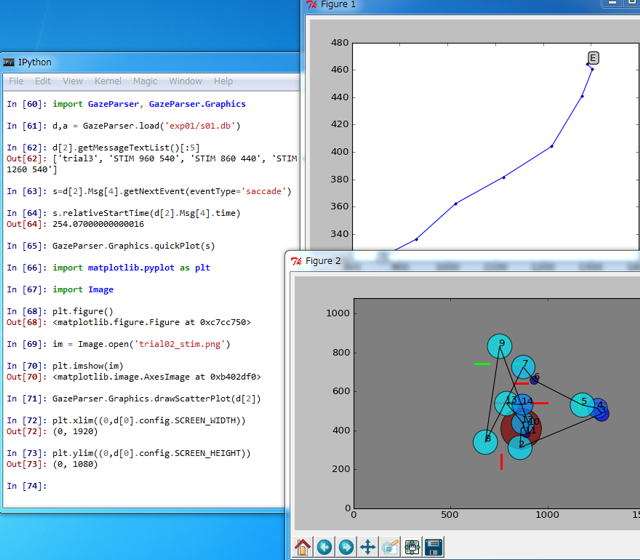 Figure 1
IPython
File Edit View Kernel Magic Window Help
In [60]: import GazeParser, GazeParser.Graphics
In [61]: d,a = GazeParser.load('exp01/s01.db')
In [62]: d[2].getMessageTextList()[:5]
Out[62]: ['trial3', 'STIM 960 540', 'STIM 860 440', 'STIM
1260 540']
In [63]: s=d[2].Msg[4].getNextEvent(eventType='saccade')
In [64]: s.relativeStartTime(d[2].Msg[4].time)
Out[64]: 254.07000000000016
In [65]: GazeParser.Graphics.quickPlot(s)
In [66]: import matplotlib.pyplot as plt
In [67]: import Image
In [68]: plt.figure()
Out[68]: <matplotlib.figure.Figure at 0xc7cc750>
In [69]: im = Image.open('trial02_stim.png')
In [70]: plt.imshow(im)
Out[70]: <matplotlib.image.AxesImage at 0xb402df0>
In [71]: GazeParser.Graphics.drawScatterPlot(d[2])
In [72]: plt.xlim((0,d[0].config.SCREEN_WIDTH))
Out[72]: (0, 1920)
In [73]: plt.ylim((0,d[0].config.SCREEN_HEIGHT))
Out[73]: (0, 1080)
In [74]:
480
460
440
420
400
380
360
340
E
Figure 2
1000
800
600
400
200
0
0 500 1000
9
7
6
5
4
13
14
10
11
8
2